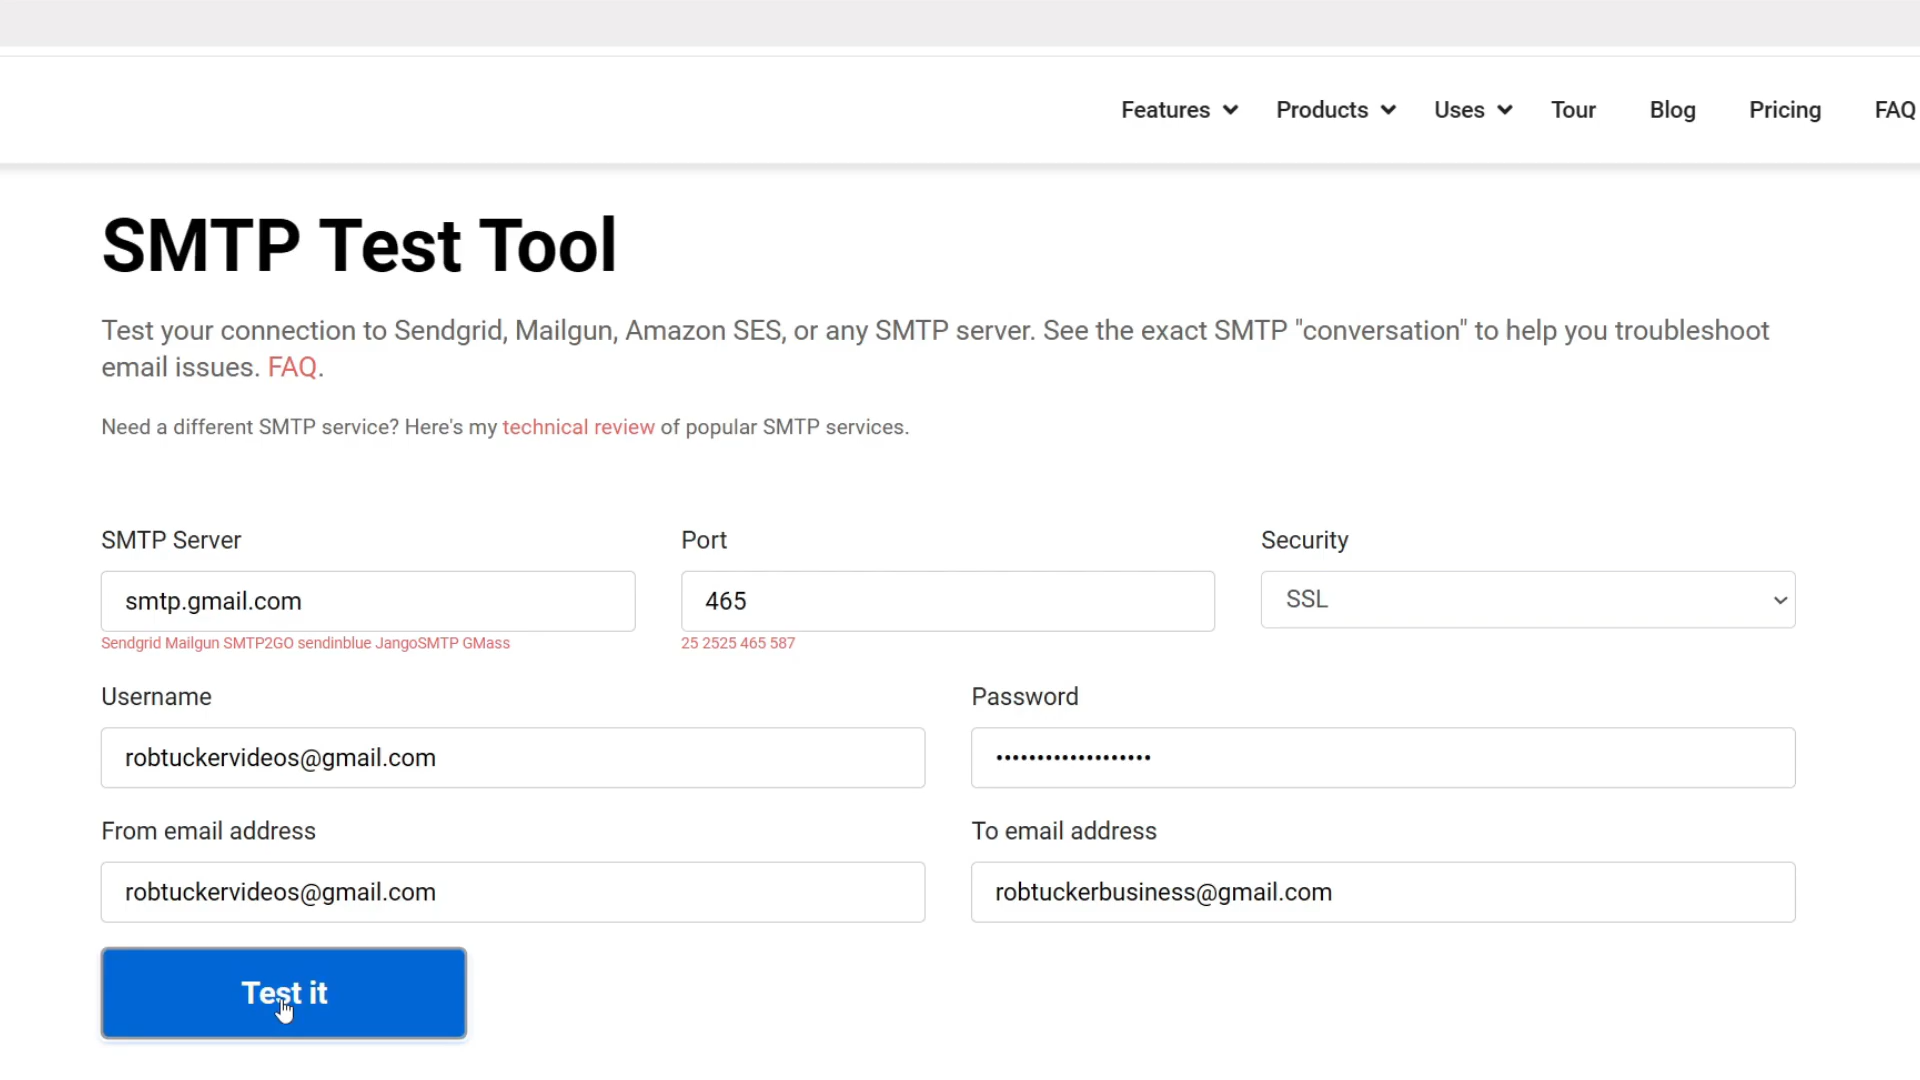 Features Products Uses Tour Blog Pricing FAQ
SMTP Test Tool
Test your connection to Sendgrid, Mailgun, Amazon SES, or any SMTP server. See the exact SMTP "conversation" to help you troubleshoot
email issues. FAQ.
Need a different SMTP service? Here's my technical review of popular SMTP services.
SMTP Server Port Security
smtp.gmail.com 465 SSL
Sendgrid Mailgun SMTP2GO sendinblue JangoSMTP GMass 25 2525 465 587
Username Password
robtuckervideos@gmail.com •••••••••••••••••••
From email address To email address
robtuckervideos@gmail.com robtuckerbusiness@gmail.com
Test it